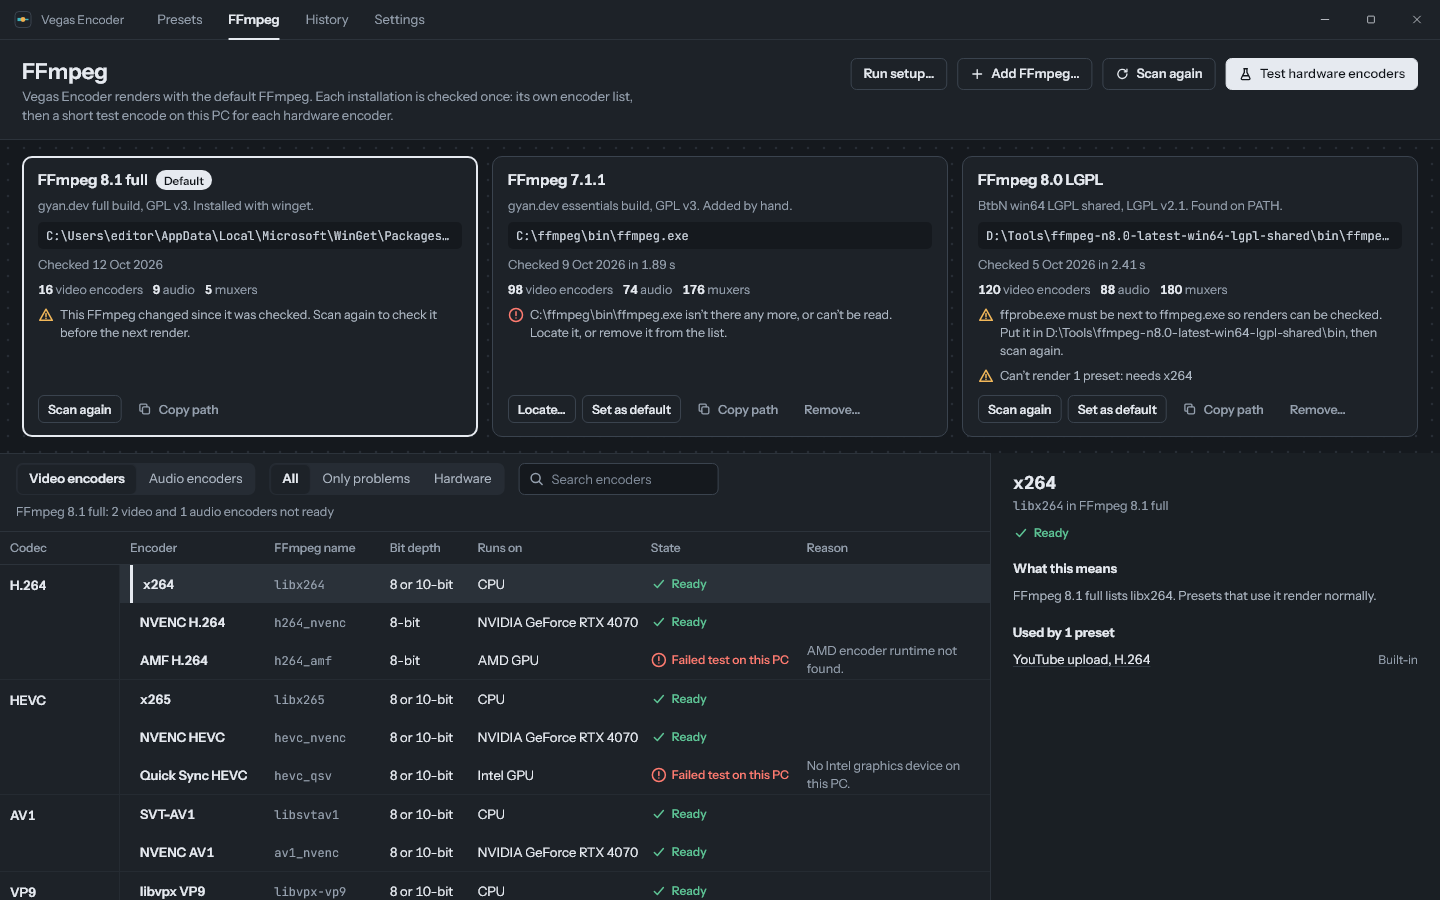 Vegas Encoder
Presets
FFmpeg
History
Settings
FFmpeg
Vegas Encoder renders with the default FFmpeg. Each installation is checked once: its own encoder list,
then a short test encode on this PC for each hardware encoder.
Run setup...
Add FFmpeg...
Scan again
Test hardware encoders
FFmpeg 8.1 full
Default
gyan.dev full build, GPL v3. Installed with winget.
C:\Users\editor\AppData\Local\Microsoft\WinGet\Packages…
Checked 12 Oct 2026
16 video encoders 9 audio 5 muxers
This FFmpeg changed since it was checked. Scan again to check it
before the next render.
Scan again
Copy path
FFmpeg 7.1.1
gyan.dev essentials build, GPL v3. Added by hand.
C:\ffmpeg\bin\ffmpeg.exe
Checked 9 Oct 2026 in 1.89 s
98 video encoders 74 audio 176 muxers
C:\ffmpeg\bin\ffmpeg.exe isn't there any more, or can't be read.
Locate it, or remove it from the list.
Locate...
Set as default
Copy path
Remove...
FFmpeg 8.0 LGPL
BtbN win64 LGPL shared, LGPL v2.1. Found on PATH.
D:\Tools\ffmpeg-n8.0-latest-win64-lgpl-shared\bin\ffmpe…
Checked 5 Oct 2026 in 2.41 s
120 video encoders 88 audio 180 muxers
ffprobe.exe must be next to ffmpeg.exe so renders can be checked.
Put it in D:\Tools\ffmpeg-n8.0-latest-win64-lgpl-shared\bin, then
scan again.
Can't render 1 preset: needs x264
Scan again
Set as default
Copy path
Remove...
Video encoders
Audio encoders
All
Only problems
Hardware
Search encoders
FFmpeg 8.1 full: 2 video and 1 audio encoders not ready
Codec Encoder FFmpeg name Bit depth Runs on State Reason
H.264 x264 libx264 8 or 10-bit CPU Ready
NVENC H.264 h264_nvenc 8-bit NVIDIA GeForce RTX 4070 Ready
AMF H.264 h264_amf 8-bit AMD GPU Failed test on this PC AMD encoder runtime not
found.
HEVC x265 libx265 8 or 10-bit CPU Ready
NVENC HEVC hevc_nvenc 8 or 10-bit NVIDIA GeForce RTX 4070 Ready
Quick Sync HEVC hevc_qsv 8 or 10-bit Intel GPU Failed test on this PC No Intel graphics device on
this PC.
AV1 SVT-AV1 libsvtav1 8 or 10-bit CPU Ready
NVENC AV1 av1_nvenc 8 or 10-bit NVIDIA GeForce RTX 4070 Ready
VP9 libvpx VP9 libvpx-vp9 8 or 10-bit CPU Ready
x264
libx264 in FFmpeg 8.1 full
Ready
What this means
FFmpeg 8.1 full lists libx264. Presets that use it render normally.
Used by 1 preset
YouTube upload, H.264
Built-in